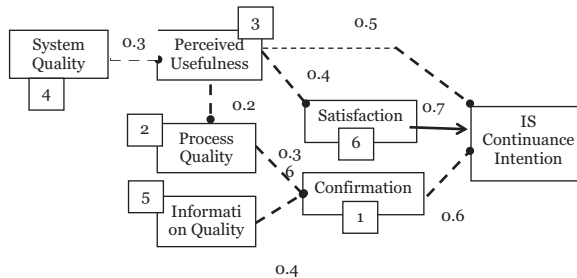 3
0.5
System
Quality
0.3
Perceived
Usefulness
4
0.4
0.2
0.7
2
Process
Quality
Satisfaction
6
IS
Continuance
Intention
0.3
6
5
Informati
on Quality
Confirmation
1
0.6
0.4